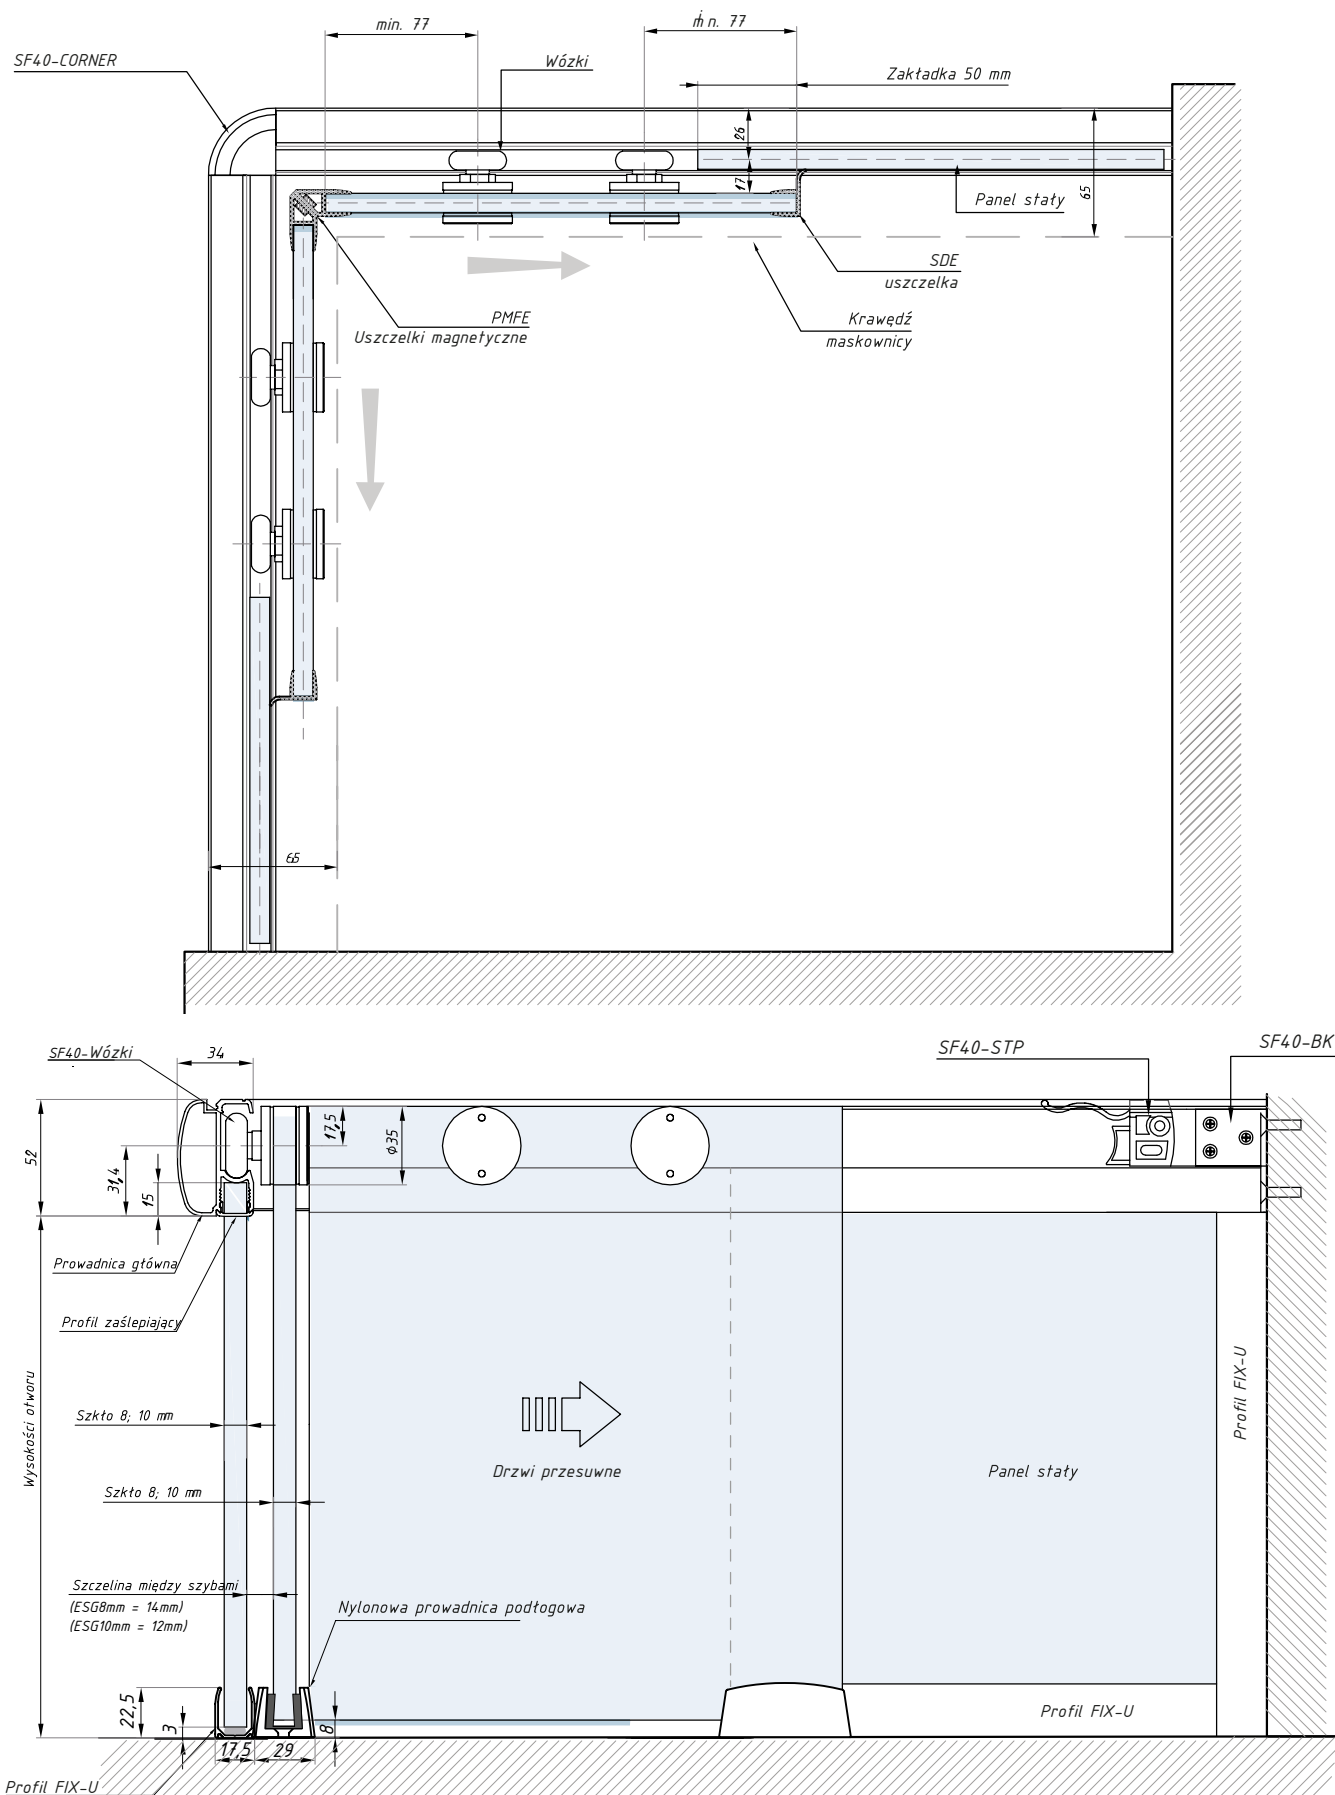 min. 77
min. 77
SF40-CORNER
Wózki
Zakładka 50 mm
26
17
65
Panel stały
SDE
uszczelka
PMFE
Uszczelki magnetyczne
Krawędź
maskownicy
65
SF40-Wózki
34
SF40-STP
SF40-BK
52
31,4
15
17,5
ϕ35
Prowadnica główna
Profil zaślepiający
Wysokości otworu
Szkło 8; 10 mm
Szkło 8; 10 mm
Drzwi przesuwne
Panel stały
Profil FIX-U
Szczelina między szybami
(ESG8mm = 14mm)
(ESG10mm = 12mm)
Nylonowa prowadnica podłogowa
22,5
3
17,5
29
8
Profil FIX-U
Profil FIX-U